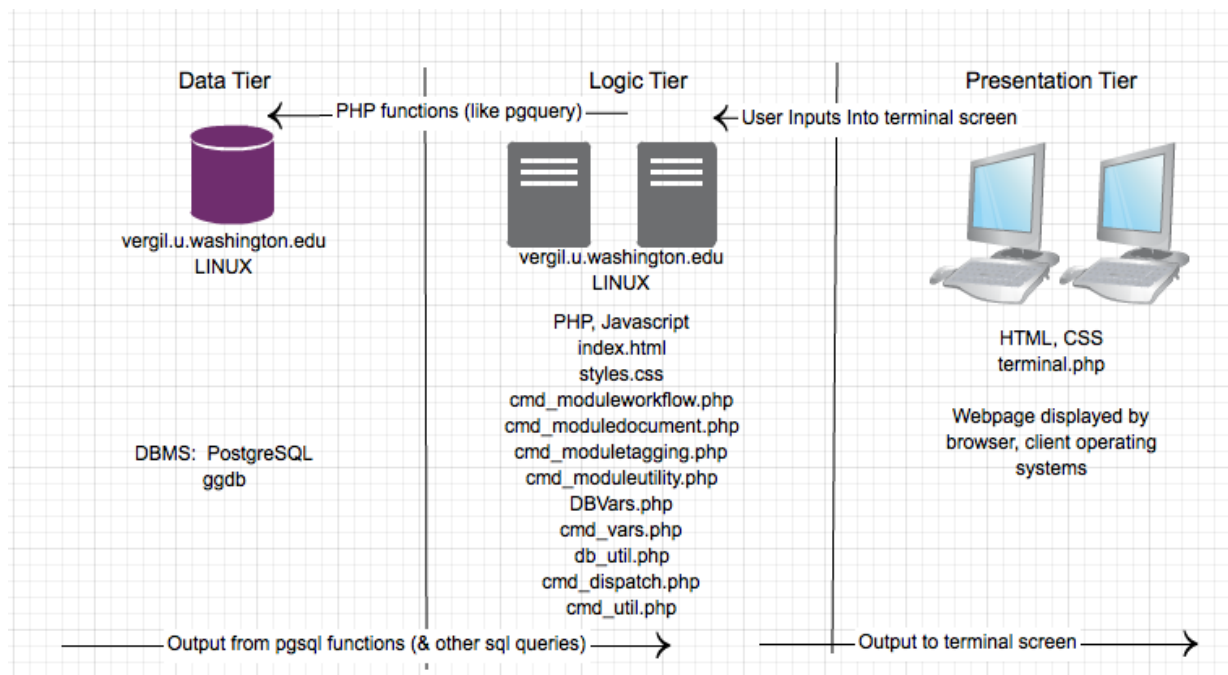 Data Tier
Logic Tier
Presentation Tier
PHP functions (like pgquery)
User Inputs Into terminal screen
vergil.u.washington.edu
LINUX
DBMS: PostgreSQL
ggdb
vergil.u.washington.edu
LINUX
PHP, Javascript
index.html
styles.css
cmd_moduleworkflow.php
cmd_moduledocument.php
cmd_moduletagging.php
cmd_moduleutility.php
DBVars.php
cmd_vars.php
db_util.php
cmd_dispatch.php
cmd_util.php
HTML, CSS
terminal.php
Webpage displayed by
browser, client operating
systems
Output from pgsql functions (& other sql queries)
Output to terminal screen